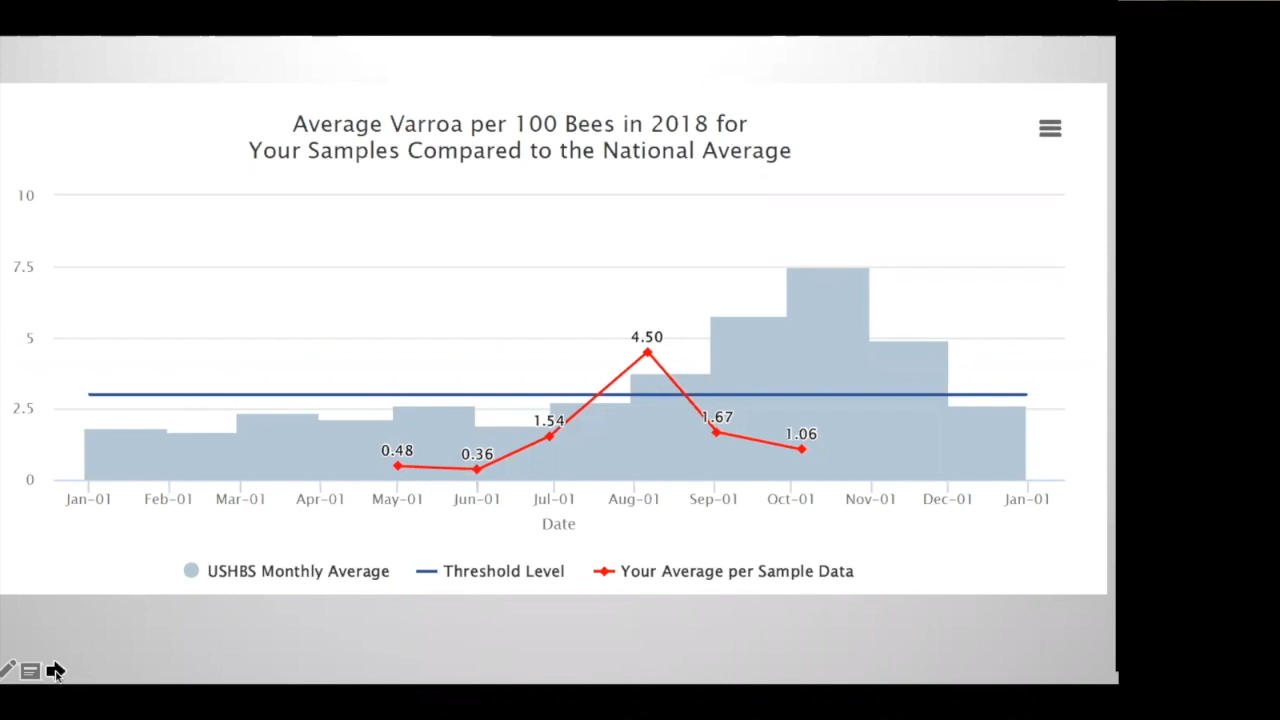 Average Varroa per 100 Bees in 2018 for
Your Samples Compared to the National Average
10
7.5
5
2.5
0
4.50
1.54
1.67
1.06
0.48
0.36
Jan-01 Feb-01 Mar-01 Apr-01 May-01 Jun-01 Jul-01 Aug-01 Sep-01 Oct-01 Nov-01 Dec-01 Jan-01
Date
USHBS Monthly Average Threshold Level Your Average per Sample Data